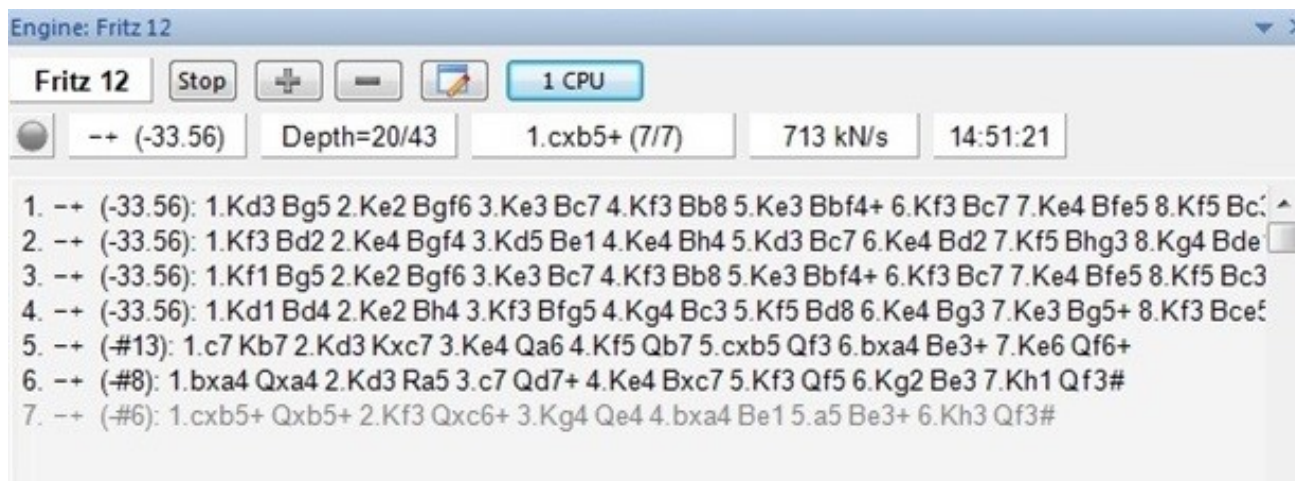 Engine: Fritz 12
Fritz 12 Stop 1 CPU
−+ (-33.56) Depth=20/43 1.cxb5+ (7/7) 713 kN/s 14:51:21
1. −+ (-33.56): 1.Kd3 Bg5 2.Ke2 Bgf6 3.Ke3 Bc7 4.Kf3 Bb8 5.Ke3 Bbf4+ 6.Kf3 Bc7 7.Ke4 Bfe5 8.Kf5
2. −+ (-33.56): 1.Kf3 Bd2 2.Ke4 Bgf4 3.Kd5 Be1 4.Ke4 Bh4 5.Kd3 Bc7 6.Ke4 Bd2 7.Kf5 Bhg3 8.Kg4
3. −+ (-33.56): 1.Kf1 Bg5 2.Ke2 Bgf6 3.Ke3 Bc7 4.Kf3 Bb8 5.Ke3 Bbf4+ 6.Kf3 Bc7 7.Ke4 Bfe5 8.Kf5 Bc3
4. −+ (-33.56): 1.Kd1 Bd4 2.Ke2 Bh4 3.Kf3 Bfg5 4.Kg4 Bc3 5.Kf5 Bd8 6.Ke4 Bg3 7.Ke3 Bg5+ 8.Kf3
5. −+ (-#13): 1.c7 Kb7 2.Kd3 Kxc7 3.Ke4 Qa6 4.Kf5 Qb7 5.cxb5 Qf3 6.bxa4 Be3+ 7.Ke6 Qf6+
6. −+ (-#8): 1.bxa4 Qxa4 2.Kd3 Ra5 3.c7 Qd7+ 4.Ke4 Bxc7 5.Kf3 Qf5 6.Kg2 Be3 7.Kh1 Qf3#
7. −+ (-#6): 1.cxb5+ Qxb5+ 2.Kf3 Qxc6+ 3.Kg4 Qe4 4.bxa4 Be1 5.a5 Be3+ 6.Kh3 Qf3#